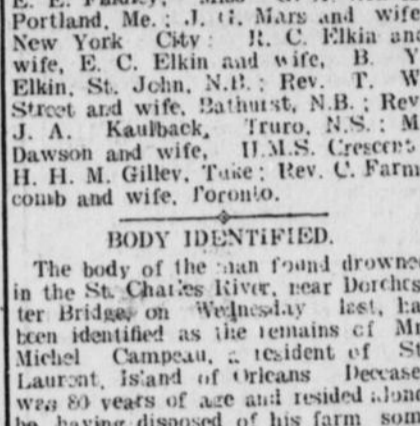 Portland, Me.; J. G. Mars and wife
New York City: R. C. Elkin and
wife, E. C. Elkin and wife, B. Y
Elkin, St. John, N.B.; Rev. T. W
Street and wife, Bathurst, N.B.; Rev
J. A. Kaulback, Truro, N.S.; M
Dawson and wife, H.M.S. Crescent
H. H. M. Gilley, Rev. C. Farm
comb and wife, Toronto.
BODY IDENTIFIED.
The body of the man found drowne
in the St. Charles River, near Dorches
ter Bridge, on Wednesday last, ha
been identified as the remains of Mr
Michel Campeau, a resident of St
Laurent, Island of Orleans Decease
was 80 years of age and resided alone
he having disposed of his farm som